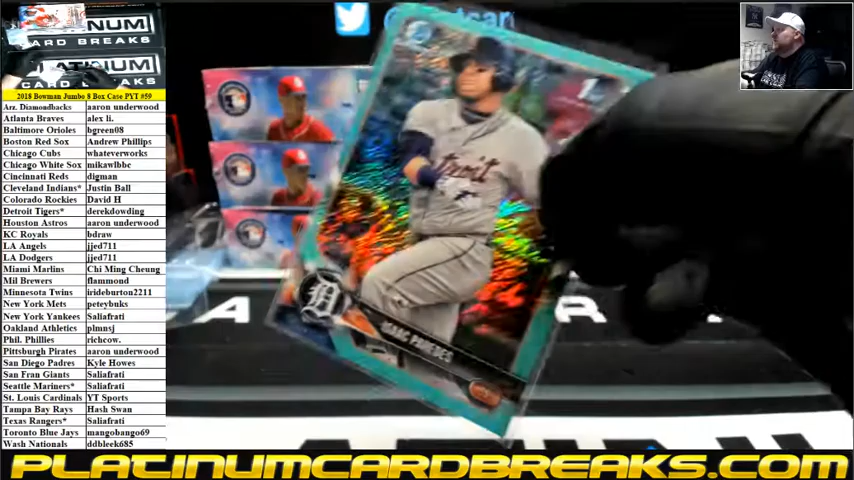 INUM
CARD BREAKS
PLATINUM
CARD BREAKS
2018 Bowman Jumbo 8 Box Case PYT #59
Arz. Diamondbacks aaron underwood
Atlanta Braves alex li.
Baltimore Orioles bgreen08
Boston Red Sox Andrew Phillips
Chicago Cubs whateverworks
Chicago White Sox mikawlbbc
Cincinnati Reds digman
Cleveland Indians* Justin Ball
Colorado Rockies David H
Detroit Tigers* derekdowding
Houston Astros aaron underwood
KC Royals bdraw
LA Angels jjed711
LA Dodgers jjed711
Miami Marlins Chi Ming Cheung
Mil Brewers flammond
Minnesota Twins irideburton2211
New York Mets peteybuks
New York Yankees Saliafrati
Oakland Athletics plmnsj
Phil. Phillies richcow.
Pittsburgh Pirates aaron underwood
San Diego Padres Kyle Howes
San Fran Giants Saliafrati
Seattle Mariners* Saliafrati
St. Louis Cardinals YT Sports
Tampa Bay Rays Hash Swan
Texas Rangers* Saliafrati
Toronto Blue Jays mangobango69
Wash Nationals ddbleek685
Detroit
ISAAC PAREDES
PLATINUMCARDBREAKS.COM